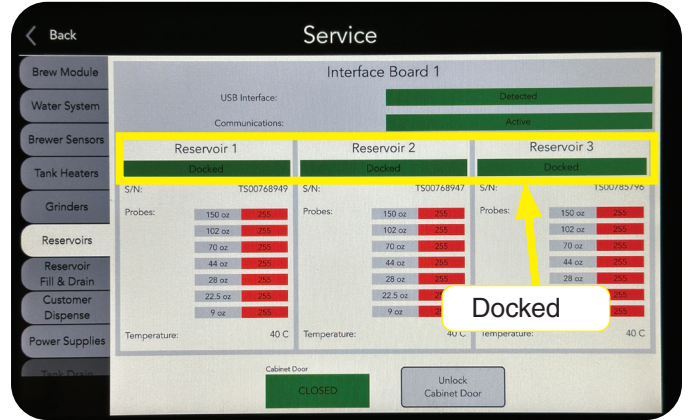 Back
Service
Brew Module
Water System
Brewer Sensors
Tank Heaters
Grinders
Reservoirs
Reservoir
Fill & Drain
Customer
Dispense
Power Supplies
Tank Drain
Interface Board 1
USB Interface: Detected
Communications: Active
Reservoir 1 Reservoir 2 Reservoir 3
Docked Docked Docked
S/N: TS00768949 S/N: TS00768947 S/N: TS00785796
Probes: 150 oz 255 Probes: 150 oz 255 Probes: 150 oz 255
102 oz 255 102 oz 255 102 oz 255
70 oz 255 70 oz 255 70 oz 255
44 oz 255 44 oz 255 44 oz 255
28 oz 255 28 oz 255 28 oz 255
22.5 oz 255 22.5 oz 255
9 oz 255 9 oz 255
Docked
Temperature: 40 C Temperature: 40 C Temperature: 40 C
Cabinet Door
CLOSED
Unlock
Cabinet Door